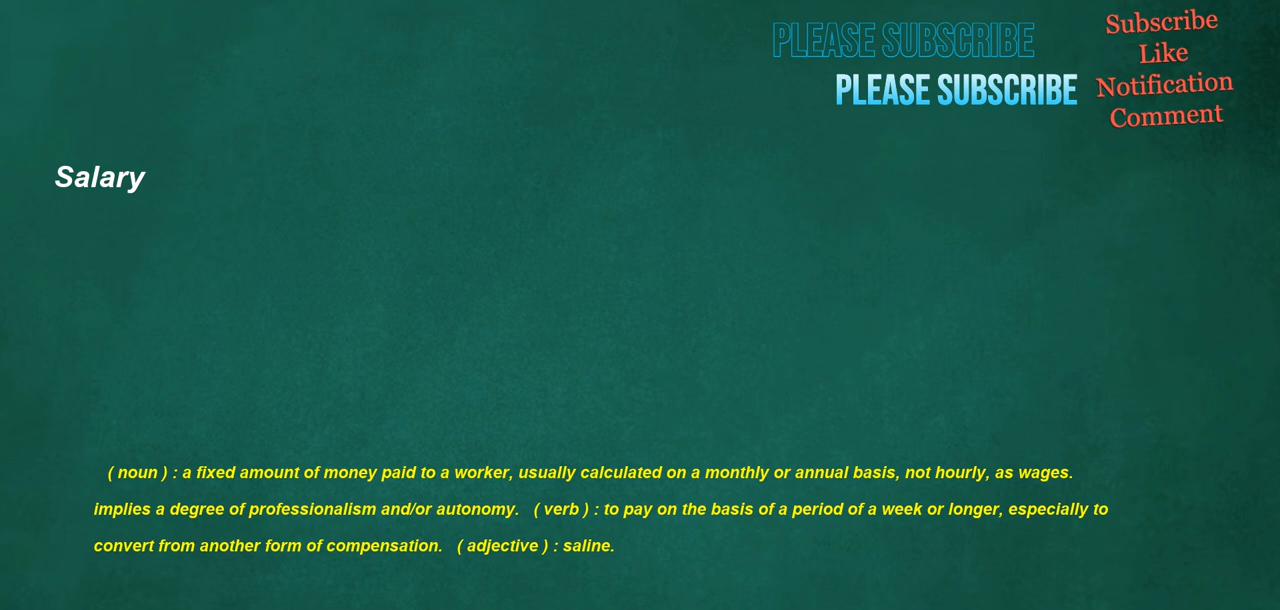 PLEASE SUBSCRIBE
PLEASE SUBSCRIBE
Subscribe
Like
Notification
Comment
Salary
( noun ) : a fixed amount of money paid to a worker, usually calculated on a monthly or annual basis, not hourly, as wages.
implies a degree of professionalism and/or autonomy. ( verb ) : to pay on the basis of a period of a week or longer, especially to
convert from another form of compensation. ( adjective ) : saline.